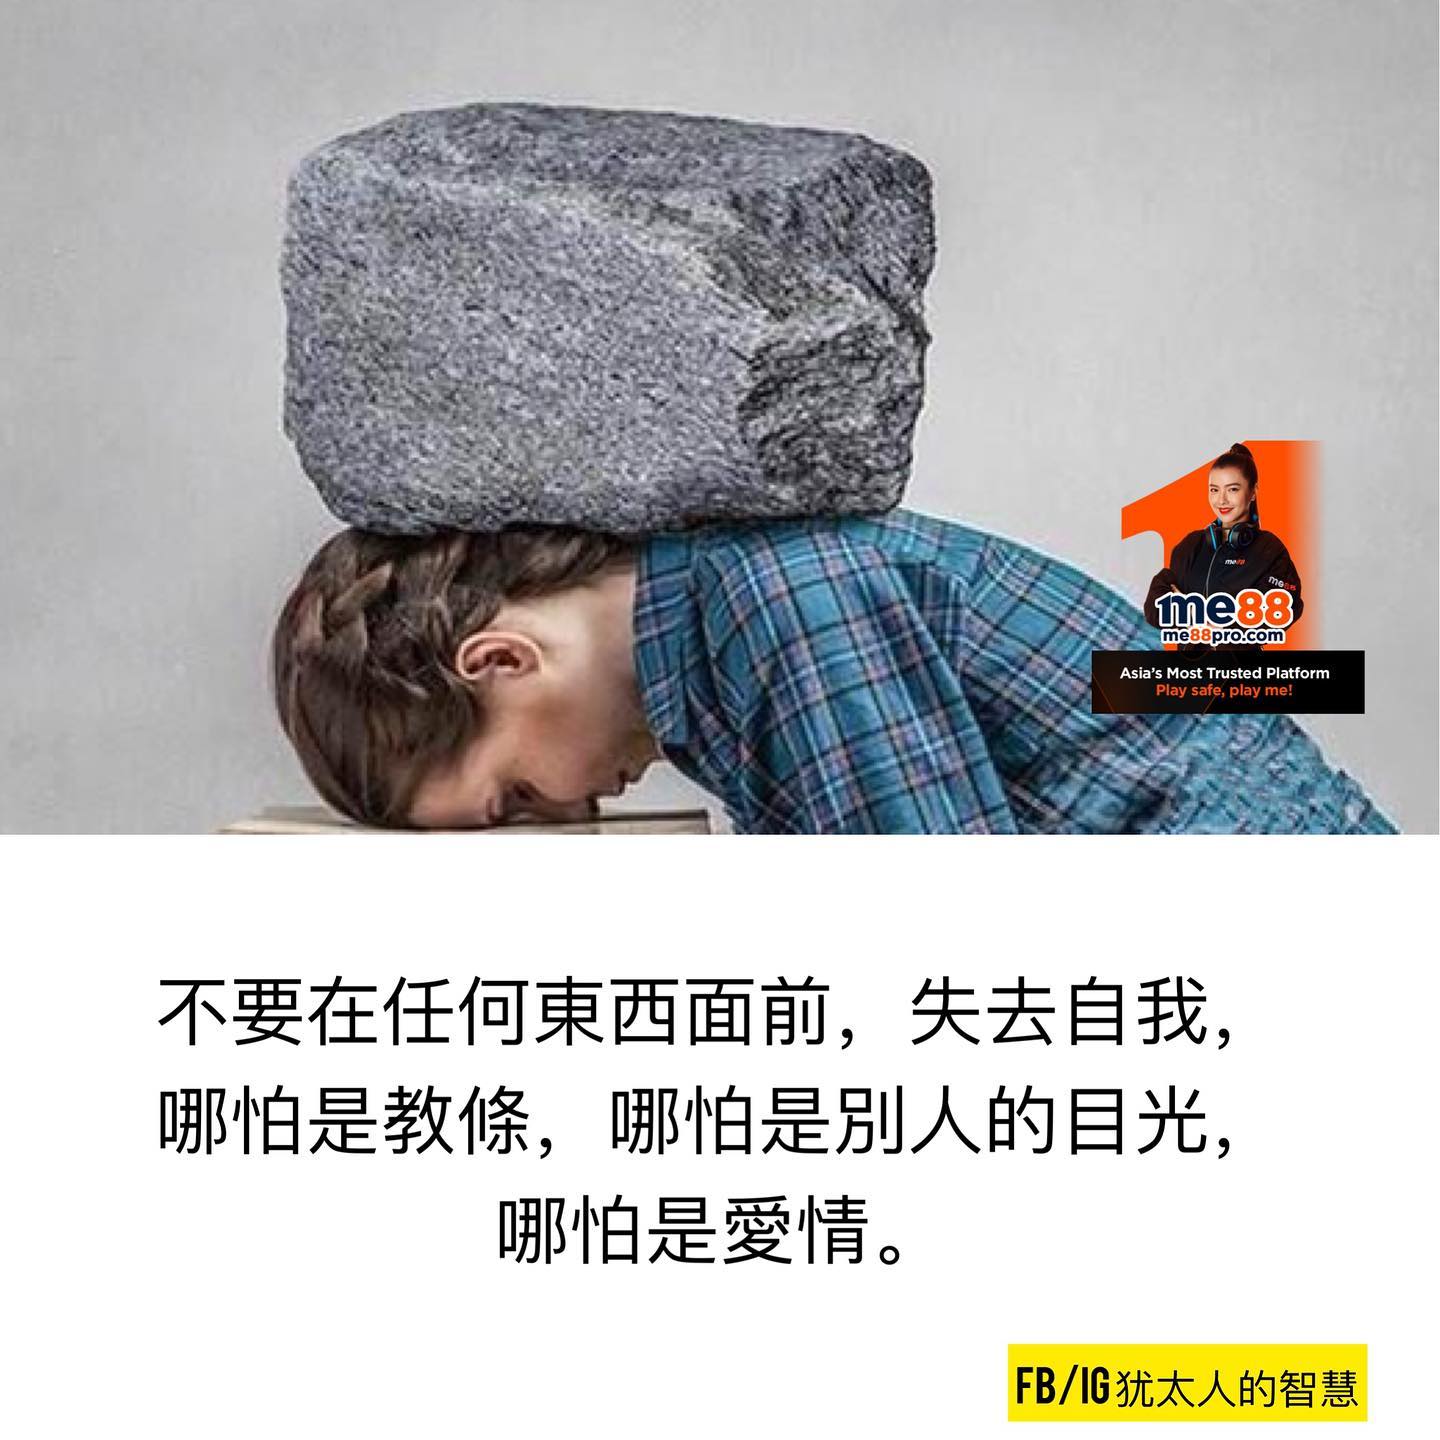 me88
me88
me88
me88pro.com
Asia's Most Trusted Platform
Play safe, play me!
不要在任何東西面前，失去自我，
哪怕是教條，哪怕是別人的目光，
哪怕是愛情。
FB/IG犹太人的智慧